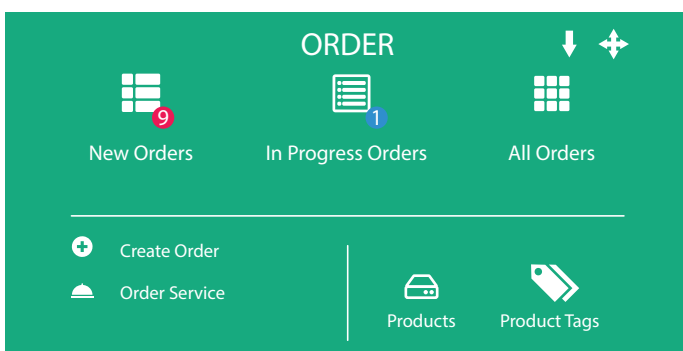 ORDER
9
1
New Orders
In Progress Orders
All Orders
Create Order
Order Service
Products
Product Tags